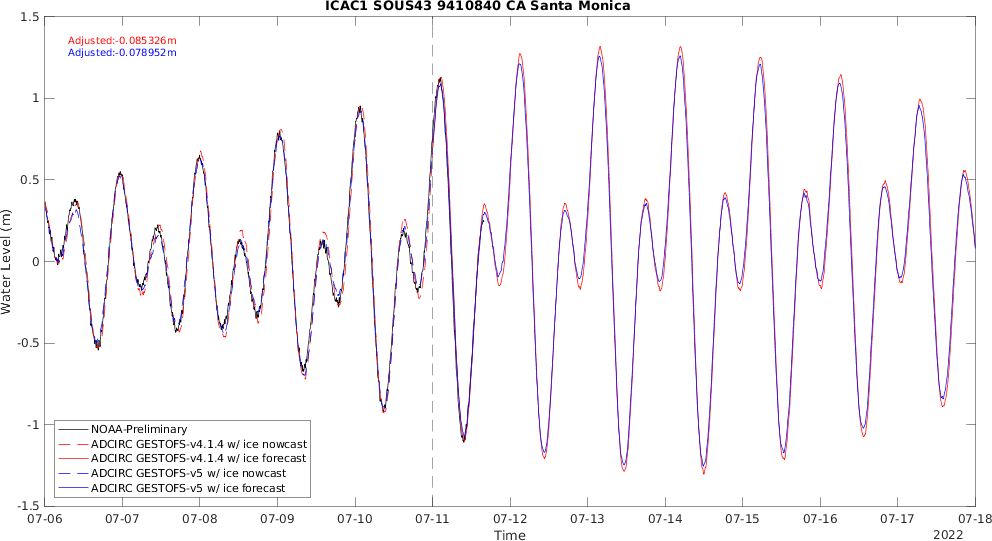 ICAC1 SOUS43 9410840 CA Santa Monica
Adjusted:-0.085326m
Adjusted:-0.078952m
1.5
1
0.5
0
-0.5
-1
-1.5
Water Level (m)
NOAA-Preliminary
ADCIRC GESTOFS-v4.1.4 w/ ice nowcast
ADCIRC GESTOFS-v4.1.4 w/ ice forecast
ADCIRC GESTOFS-v5 w/ ice nowcast
ADCIRC GESTOFS-v5 w/ ice forecast
07-06 07-07 07-08 07-09 07-10 07-11 07-12 07-13 07-14 07-15 07-16 07-17 07-18
Time
2022